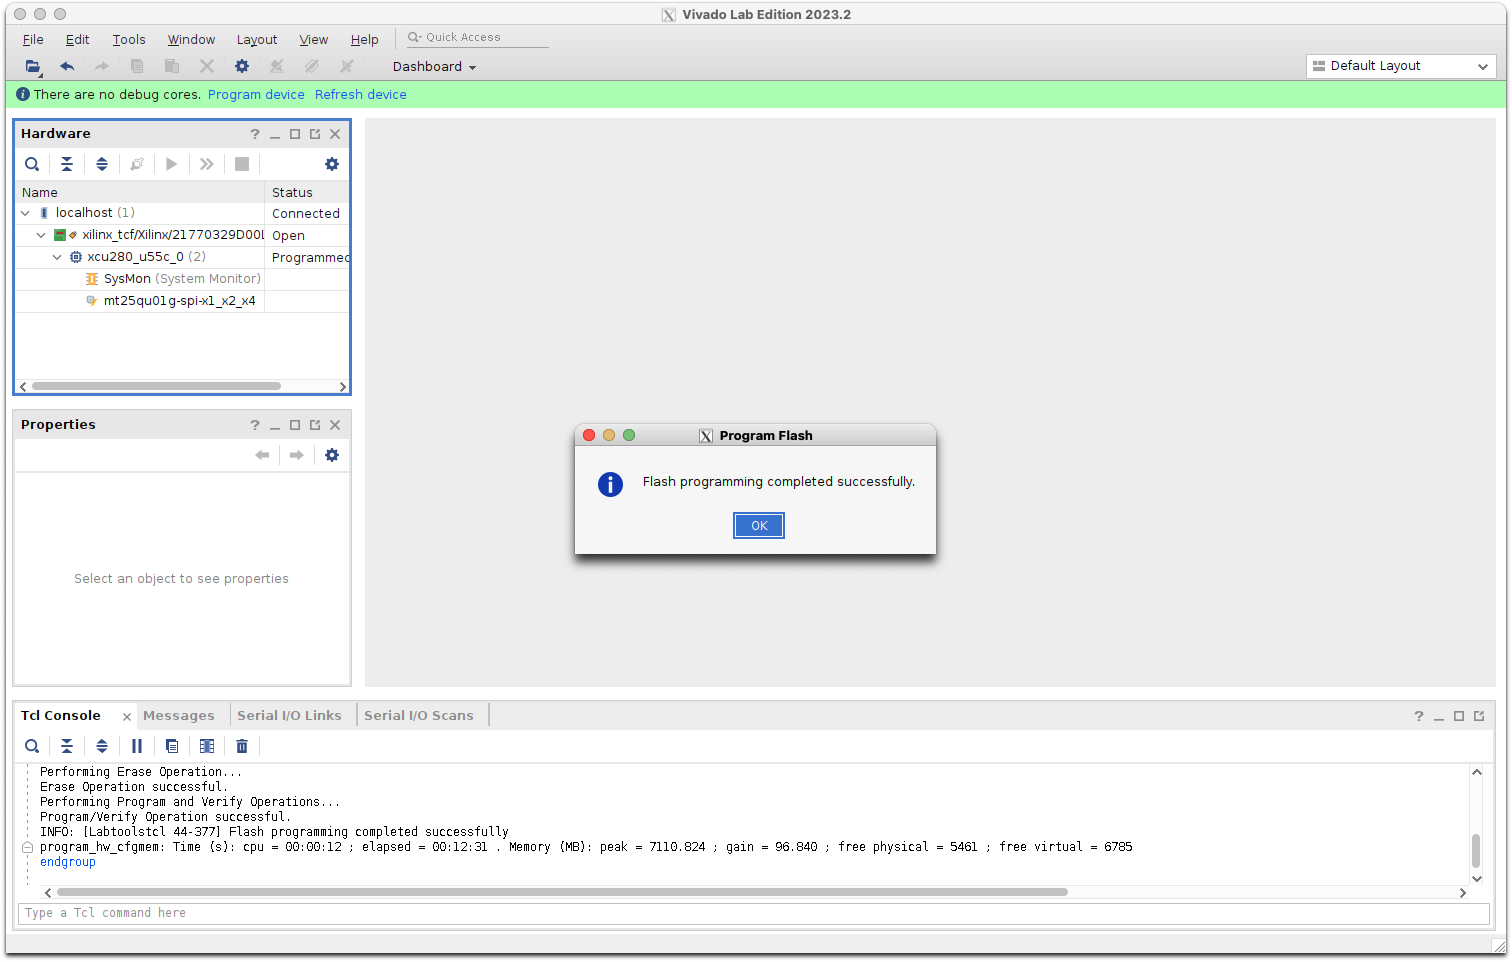 Vivado Lab Edition 2023.2
File Edit Tools Window Layout View Help Quick Access
Dashboard Default Layout
There are no debug cores. Program device Refresh device
Hardware
Name Status
localhost (1) Connected
xilinx_tcf/Xilinx/21770329D00L Open
xcu280_u55c_0 (2) Programmed
SysMon (System Monitor)
mt25qu01g-spi-x1_x2_x4
Properties
Select an object to see properties
Program Flash
Flash programming completed successfully.
OK
Tcl Console Messages Serial I/O Links Serial I/O Scans
Performing Erase Operation...
Erase Operation successful.
Performing Program and Verify Operations...
Program/Verify Operation successful.
INFO: [Labtoolstcl 44-377] Flash programming completed successfully
program_hw_cfgmem: Time (s): cpu = 00:00:12 ; elapsed = 00:12:31 . Memory (MB): peak = 7110.824 ; gain = 96.840 ; free physical = 5461 ; free virtual = 6785
endgroup
Type a Tcl command here